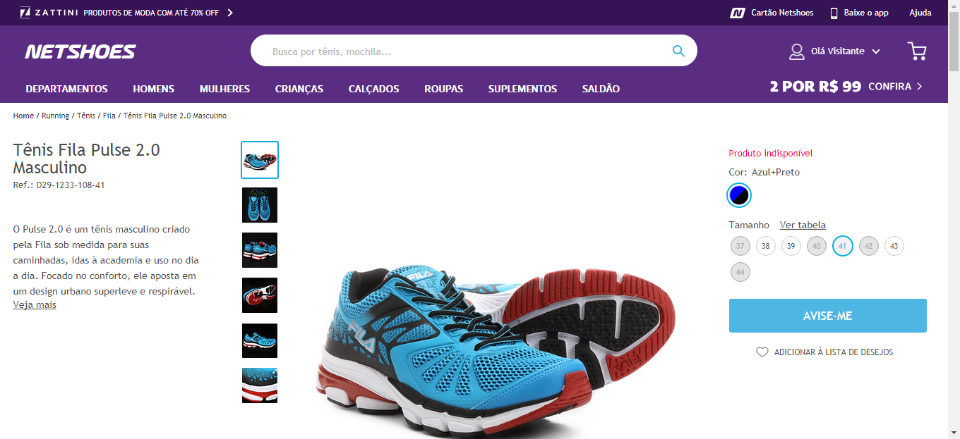 ZATTINI PRODUTOS DE MODA COM ATÉ 70% OFF
Cartão Netshoes
Baixe o app
Ajuda
NETSHOES
Busca por tênis, mochila...
Olá Visitante
DEPARTAMENTOS HOMENS MULHERES CRIANÇAS CALÇADOS ROUPAS SUPLEMENTOS SALDÃO
2 POR R$ 99 CONFIRA
Home / Running / Tênis / Fila / Tênis Fila Pulse 2.0 Masculino
Tênis Fila Pulse 2.0
Masculino
Ref.: D29-1233-108-41
O Pulse 2.0 é um tênis masculino criado
pela Fila sob medida para suas
caminhadas, idas à academia e uso no dia
a dia. Focado no conforto, ele aposta em
um design urbano superleve e respirável.
Veja mais
FILA
Produto indisponível
Cor: Azul+Preto
Tamanho Ver tabela
37 38 39 40 41 42 43
44
AVISE-ME
ADICIONAR À LISTA DE DESEJOS